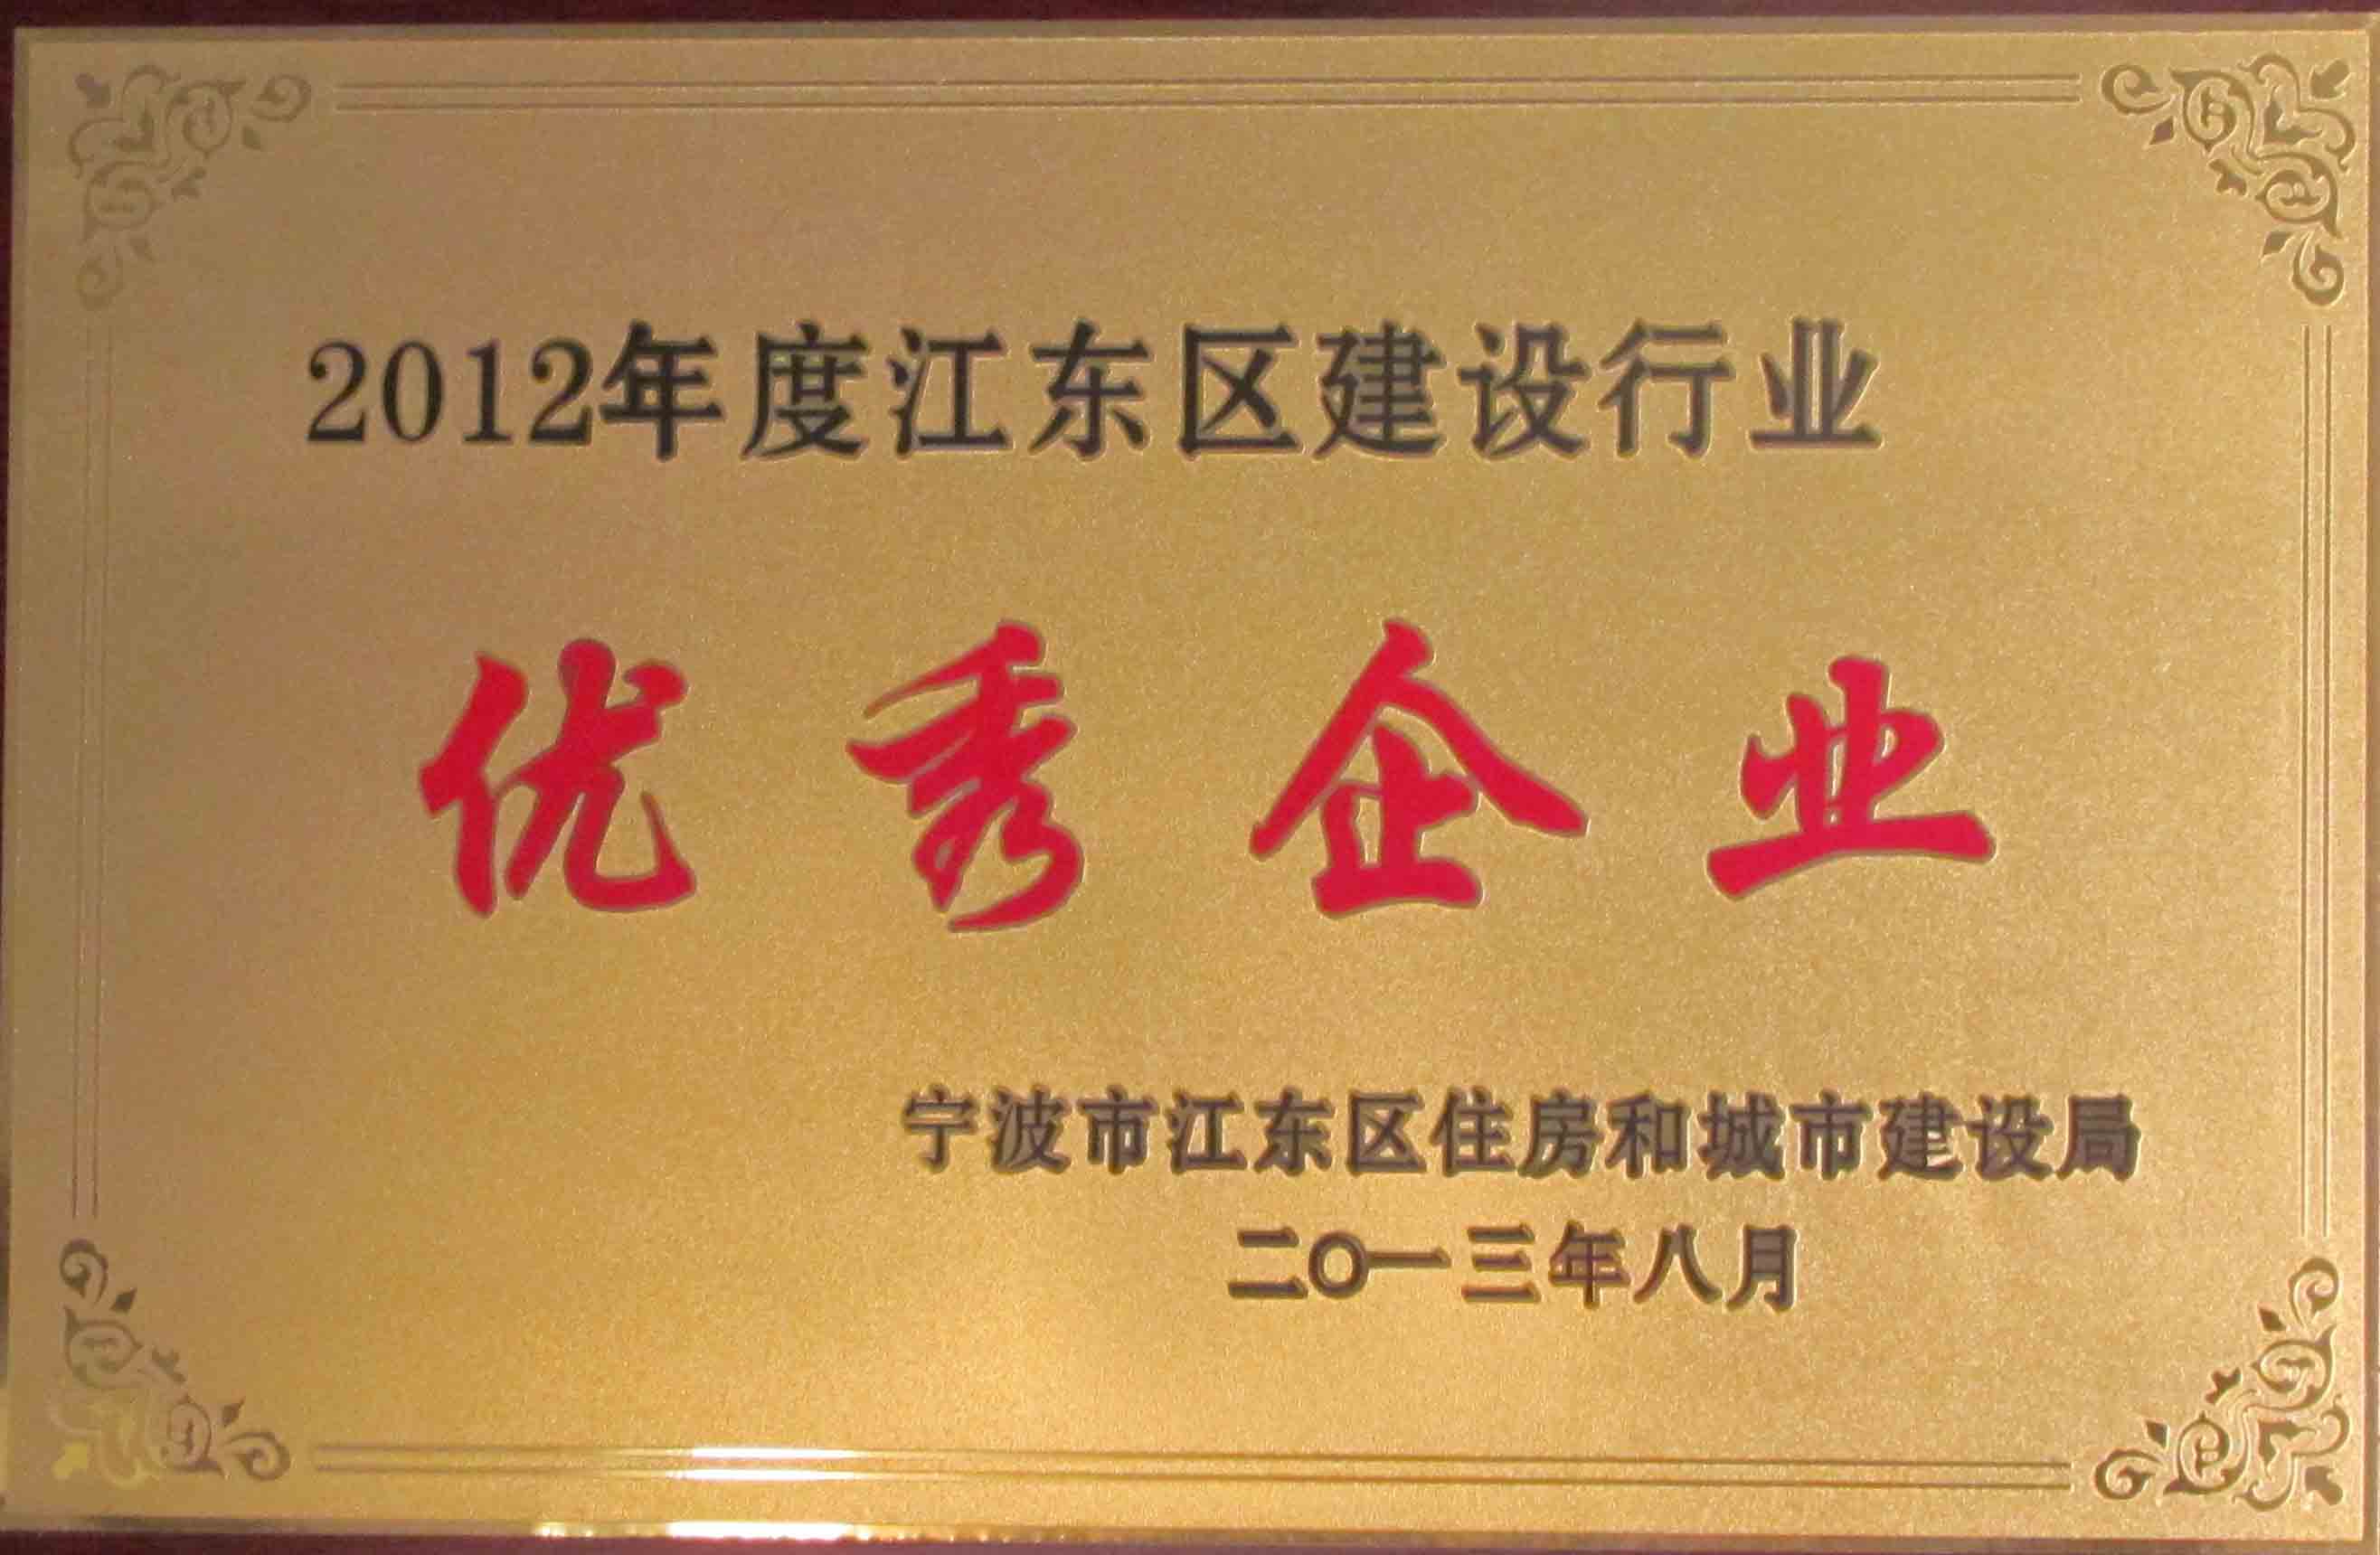 2012年度江东区建设行业
优秀企业
宁波市江东区住房和城市建设局
二〇一三年八月